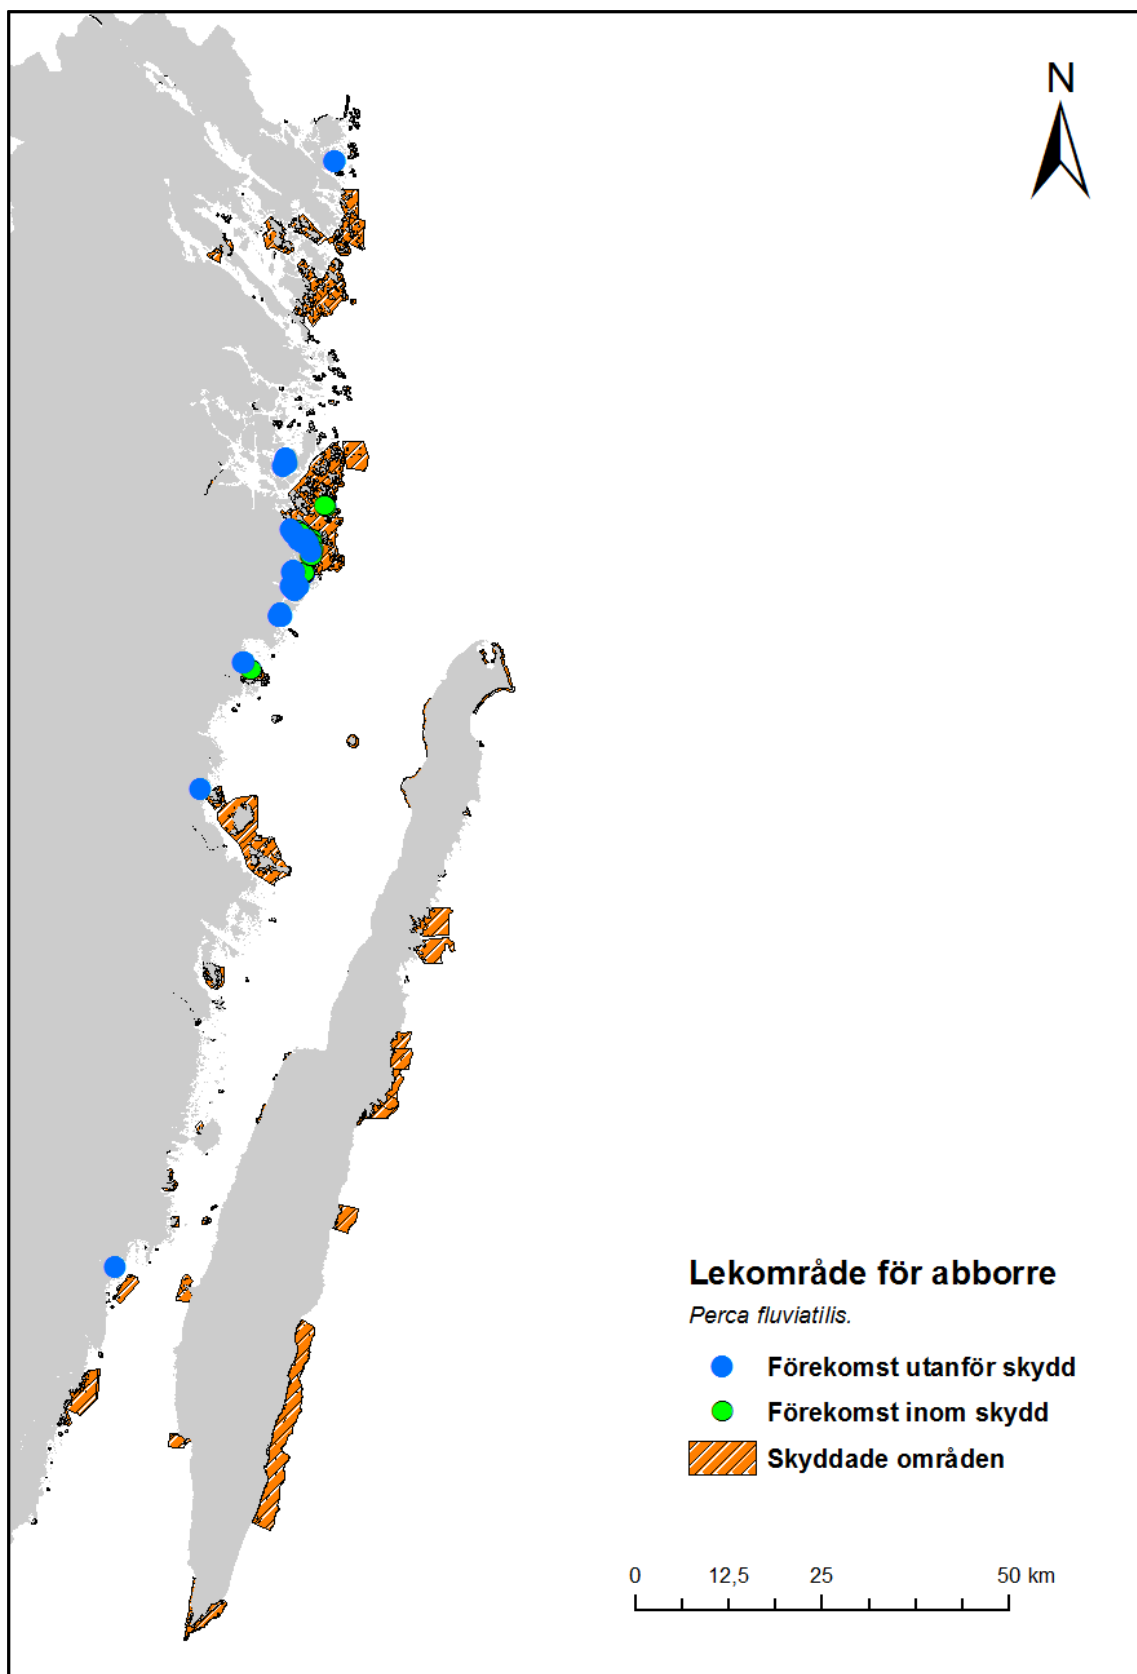 N
Lekområde för abborre
Perca fluviatilis.
Förekomst utanför skydd
Förekomst inom skydd
Skyddade områden
0 12,5 25 50 km